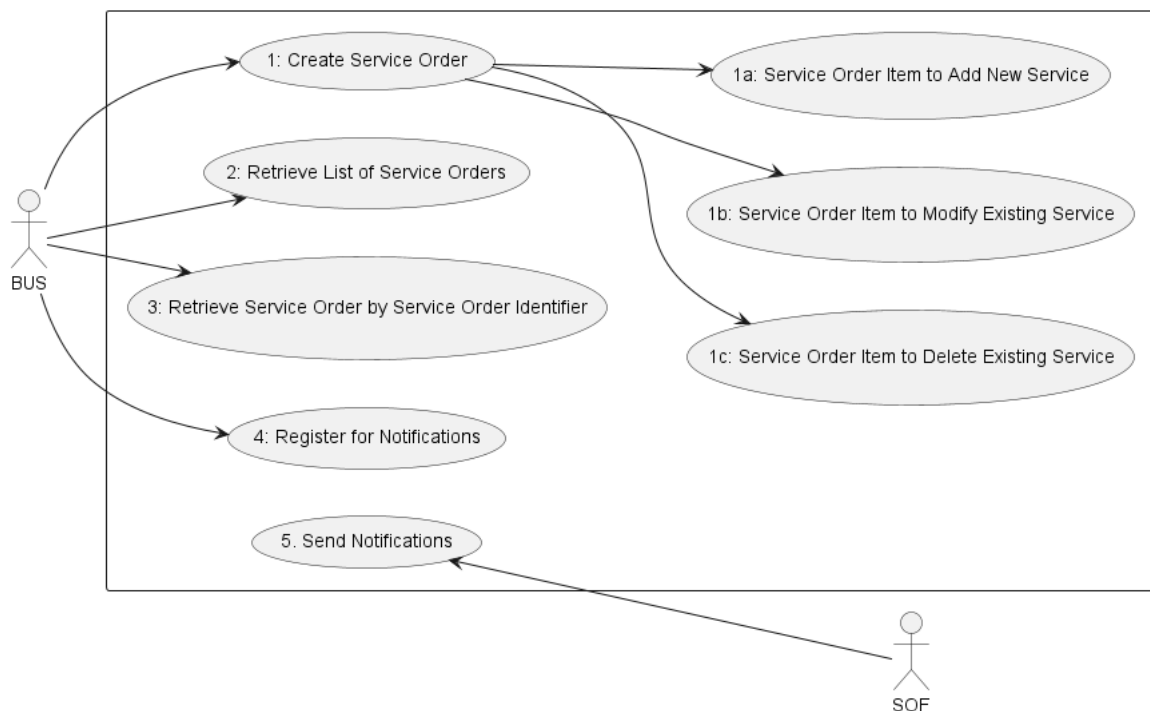 1: Create Service Order
1a: Service Order Item to Add New Service
2: Retrieve List of Service Orders
1b: Service Order Item to Modify Existing Service
BUS
3: Retrieve Service Order by Service Order Identifier
1c: Service Order Item to Delete Existing Service
4: Register for Notifications
5. Send Notifications
SOF